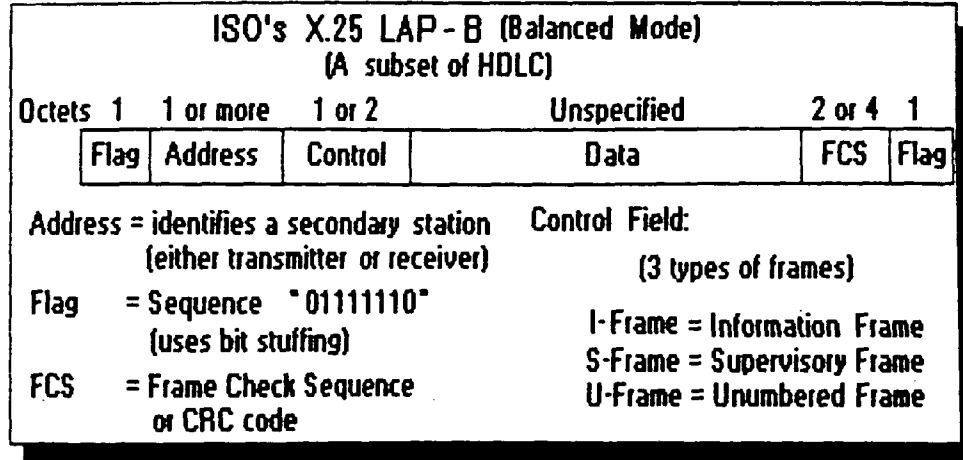 ISO's X.25 LAP-B (Balanced Mode)
(A subset of HDLC)
Octets 1 1 or more 1 or 2 Unspecified 2 or 4 1
Flag Address Control Data FCS Flag
Address = identifies a secondary station
(either transmitter or receiver)
Flag = Sequence "01111110"
(uses bit stuffing)
FCS = Frame Check Sequence
or CRC code
Control Field:
(3 types of frames)
I-Frame = Information Frame
S-Frame = Supervisory Frame
U-Frame = Unumbered Frame